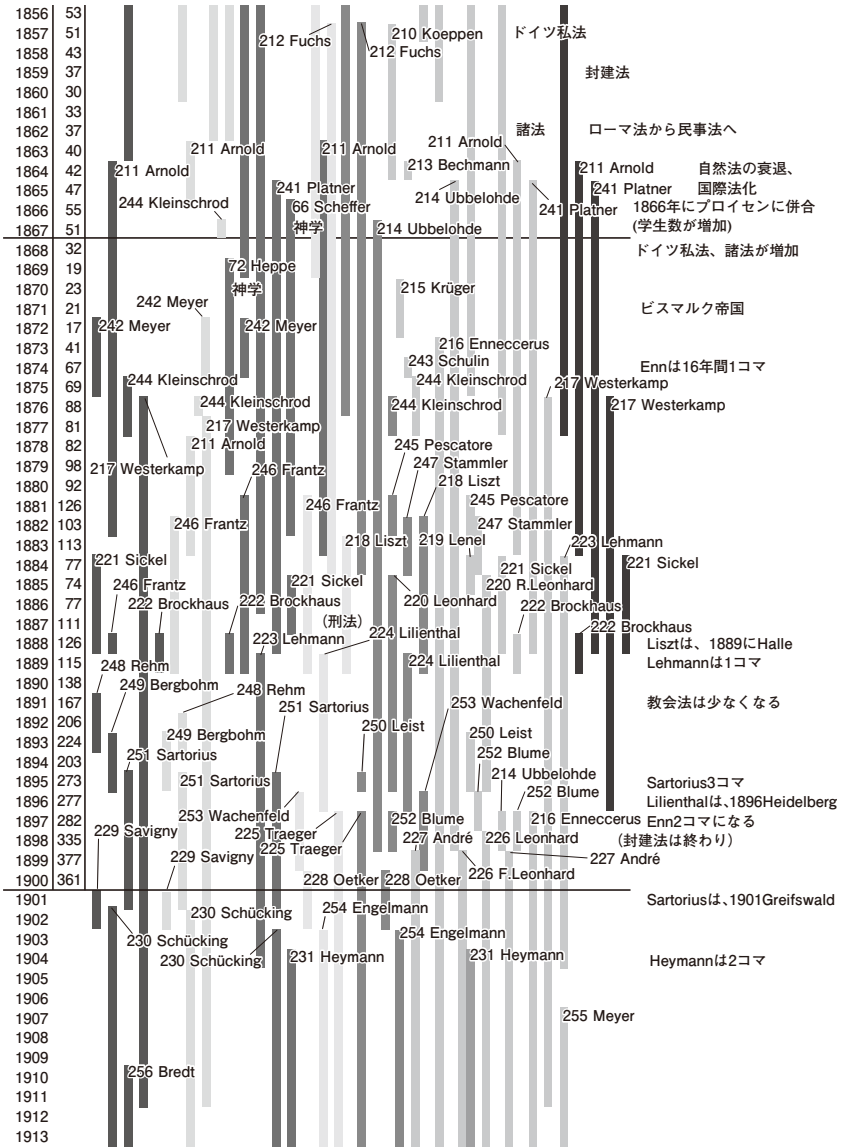 1856 53
1857 51 212 Fuchs 210 Koeppen ドイツ私法
1858 43 212 Fuchs
1859 37 封建法
1860 30
1861 33
1862 37 諸法 ローマ法から民事法へ
1863 40 211 Arnold 211 Arnold 211 Arnold
1864 42 211 Arnold 213 Bechmann 211 Arnold 自然法の衰退、
1865 47 241 Platner 214 Ubbelohde 241 Platner 国際法化
1866 55 244 Kleinschrod 66 Scheffer 241 Platner 1866年にプロイセンに併合
1867 51 神学 214 Ubbelohde (学生数が増加)
1868 32 ドイツ私法、諸法が増加
1869 19 72 Heppe
1870 23 神学 215 Krüger
1871 21 242 Meyer ビスマルク帝国
1872 17 242 Meyer 242 Meyer
1873 41 216 Enneccerus
1874 67 243 Schulin Ennは16年間1コマ
1875 69 244 Kleinschrod 244 Kleinschrod 217 Westerkamp
1876 88 244 Kleinschrod 244 Kleinschrod 217 Westerkamp
1877 81 217 Westerkamp
1878 82 211 Arnold 245 Pescatore
1879 98 217 Westerkamp 246 Frantz 247 Stammler
1880 92 218 Liszt
1881 126 246 Frantz 245 Pescatore
1882 103 246 Frantz 247 Stammler
1883 113 218 Liszt 219 Lenel 223 Lehmann
1884 77 221 Sickel 221 Sickel 221 Sickel
1885 74 246 Frantz 221 Sickel 220 R.Leonhard
1886 77 222 Brockhaus 222 Brockhaus 220 Leonhard 222 Brockhaus
1887 111 (刑法) 222 Brockhaus
1888 126 223 Lehmann 224 Lilienthal Lisztは、1889にHalle
1889 115 248 Rehm 224 Lilienthal Lehmannは1コマ
1890 138 249 Bergbohm 248 Rehm
1891 167 251 Sartorius 253 Wachenfeld 教会法は少なくなる
1892 206 250 Leist
1893 224 249 Bergbohm 250 Leist
1894 203 251 Sartorius 252 Blume
1895 273 251 Sartorius 214 Ubbelohde Sartorius3コマ
1896 277 252 Blume Lilienthalは、1896Heidelberg
1897 282 253 Wachenfeld 252 Blume 216 Enneccerus Enn2コマになる
1898 335 229 Savigny 225 Traeger 225 Traeger 227 André 226 Leonhard (封建法は終わり)
1899 377 229 Savigny 227 André
1900 361 228 Oetker 228 Oetker 226 F.Leonhard
1901 Sartoriusは、1901Greifswald
1902 230 Schücking 254 Engelmann
1903 230 Schücking 254 Engelmann
1904 230 Schücking 231 Heymann 231 Heymann Heymannは2コマ
1905
1906
1907 255 Meyer
1908
1909
1910 256 Bredt
1911
1912
1913